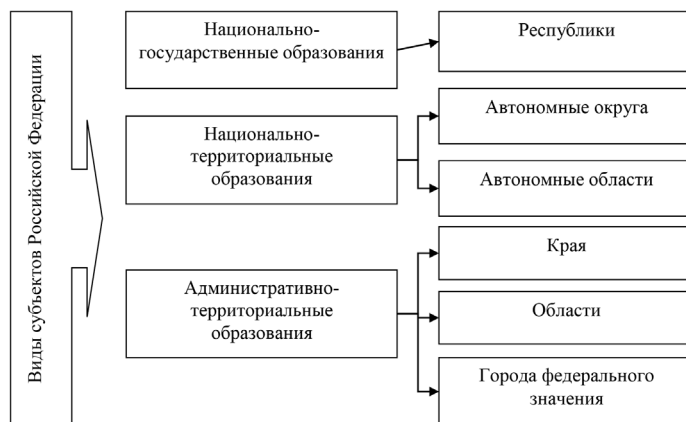 Виды субъектов Российской Федерации
Национально-
государственные образования
Республики
Национально-
территориальные
образования
Автономные округа
Автономные области
Административно-
территориальные
образования
Края
Области
Города федерального
значения